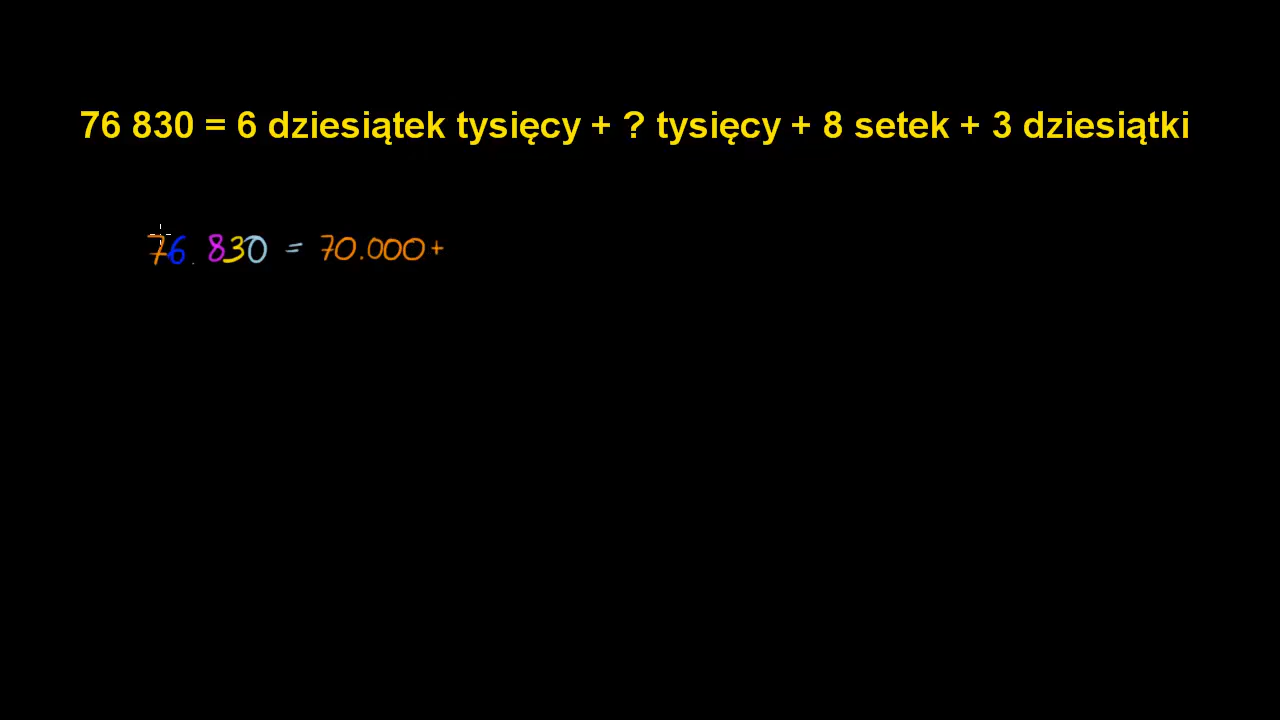 76 830 = 6 dziesiątek tysięcy + ? tysięcy + 8 setek + 3 dziesiątki
76.830 = 70.000 +